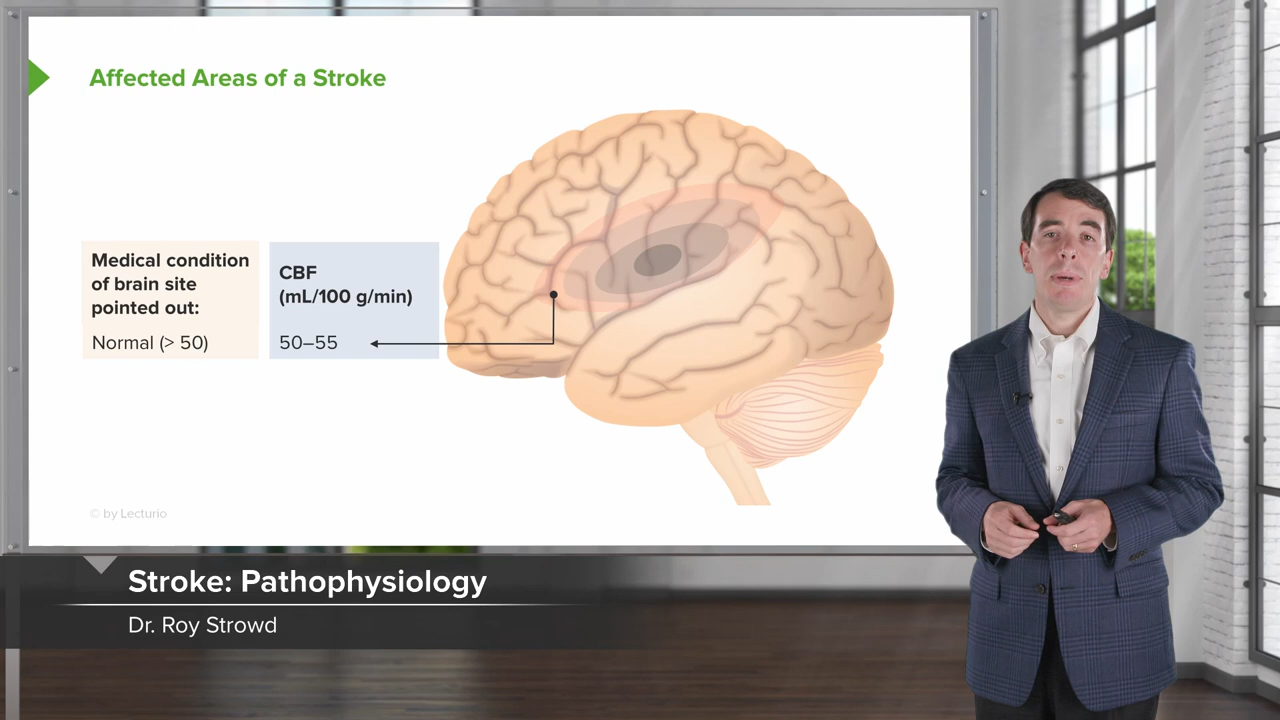 Affected Areas of a Stroke
Medical condition
of brain site
pointed out:
Normal (> 50)
CBF
(mL/100 g/min)
50–55
© by Lecturio
Stroke: Pathophysiology
Dr. Roy Strowd